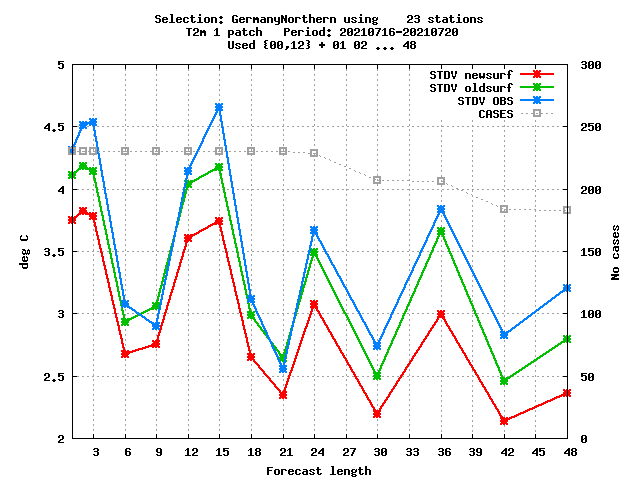 Selection: GermanyNorthern using    23 stations
T2m 1 patch   Period: 20210716-20210720
Used {00,12} + 01 02 ... 48
STDV newsurf
STDV oldsurf
STDV OBS
CASES
deg C
5
4.5
4
3.5
3
2.5
2
300
250
200
150
100
50
0
No cases
3 6 9 12 15 18 21 24 27 30 33 36 39 42 45 48
Forecast length